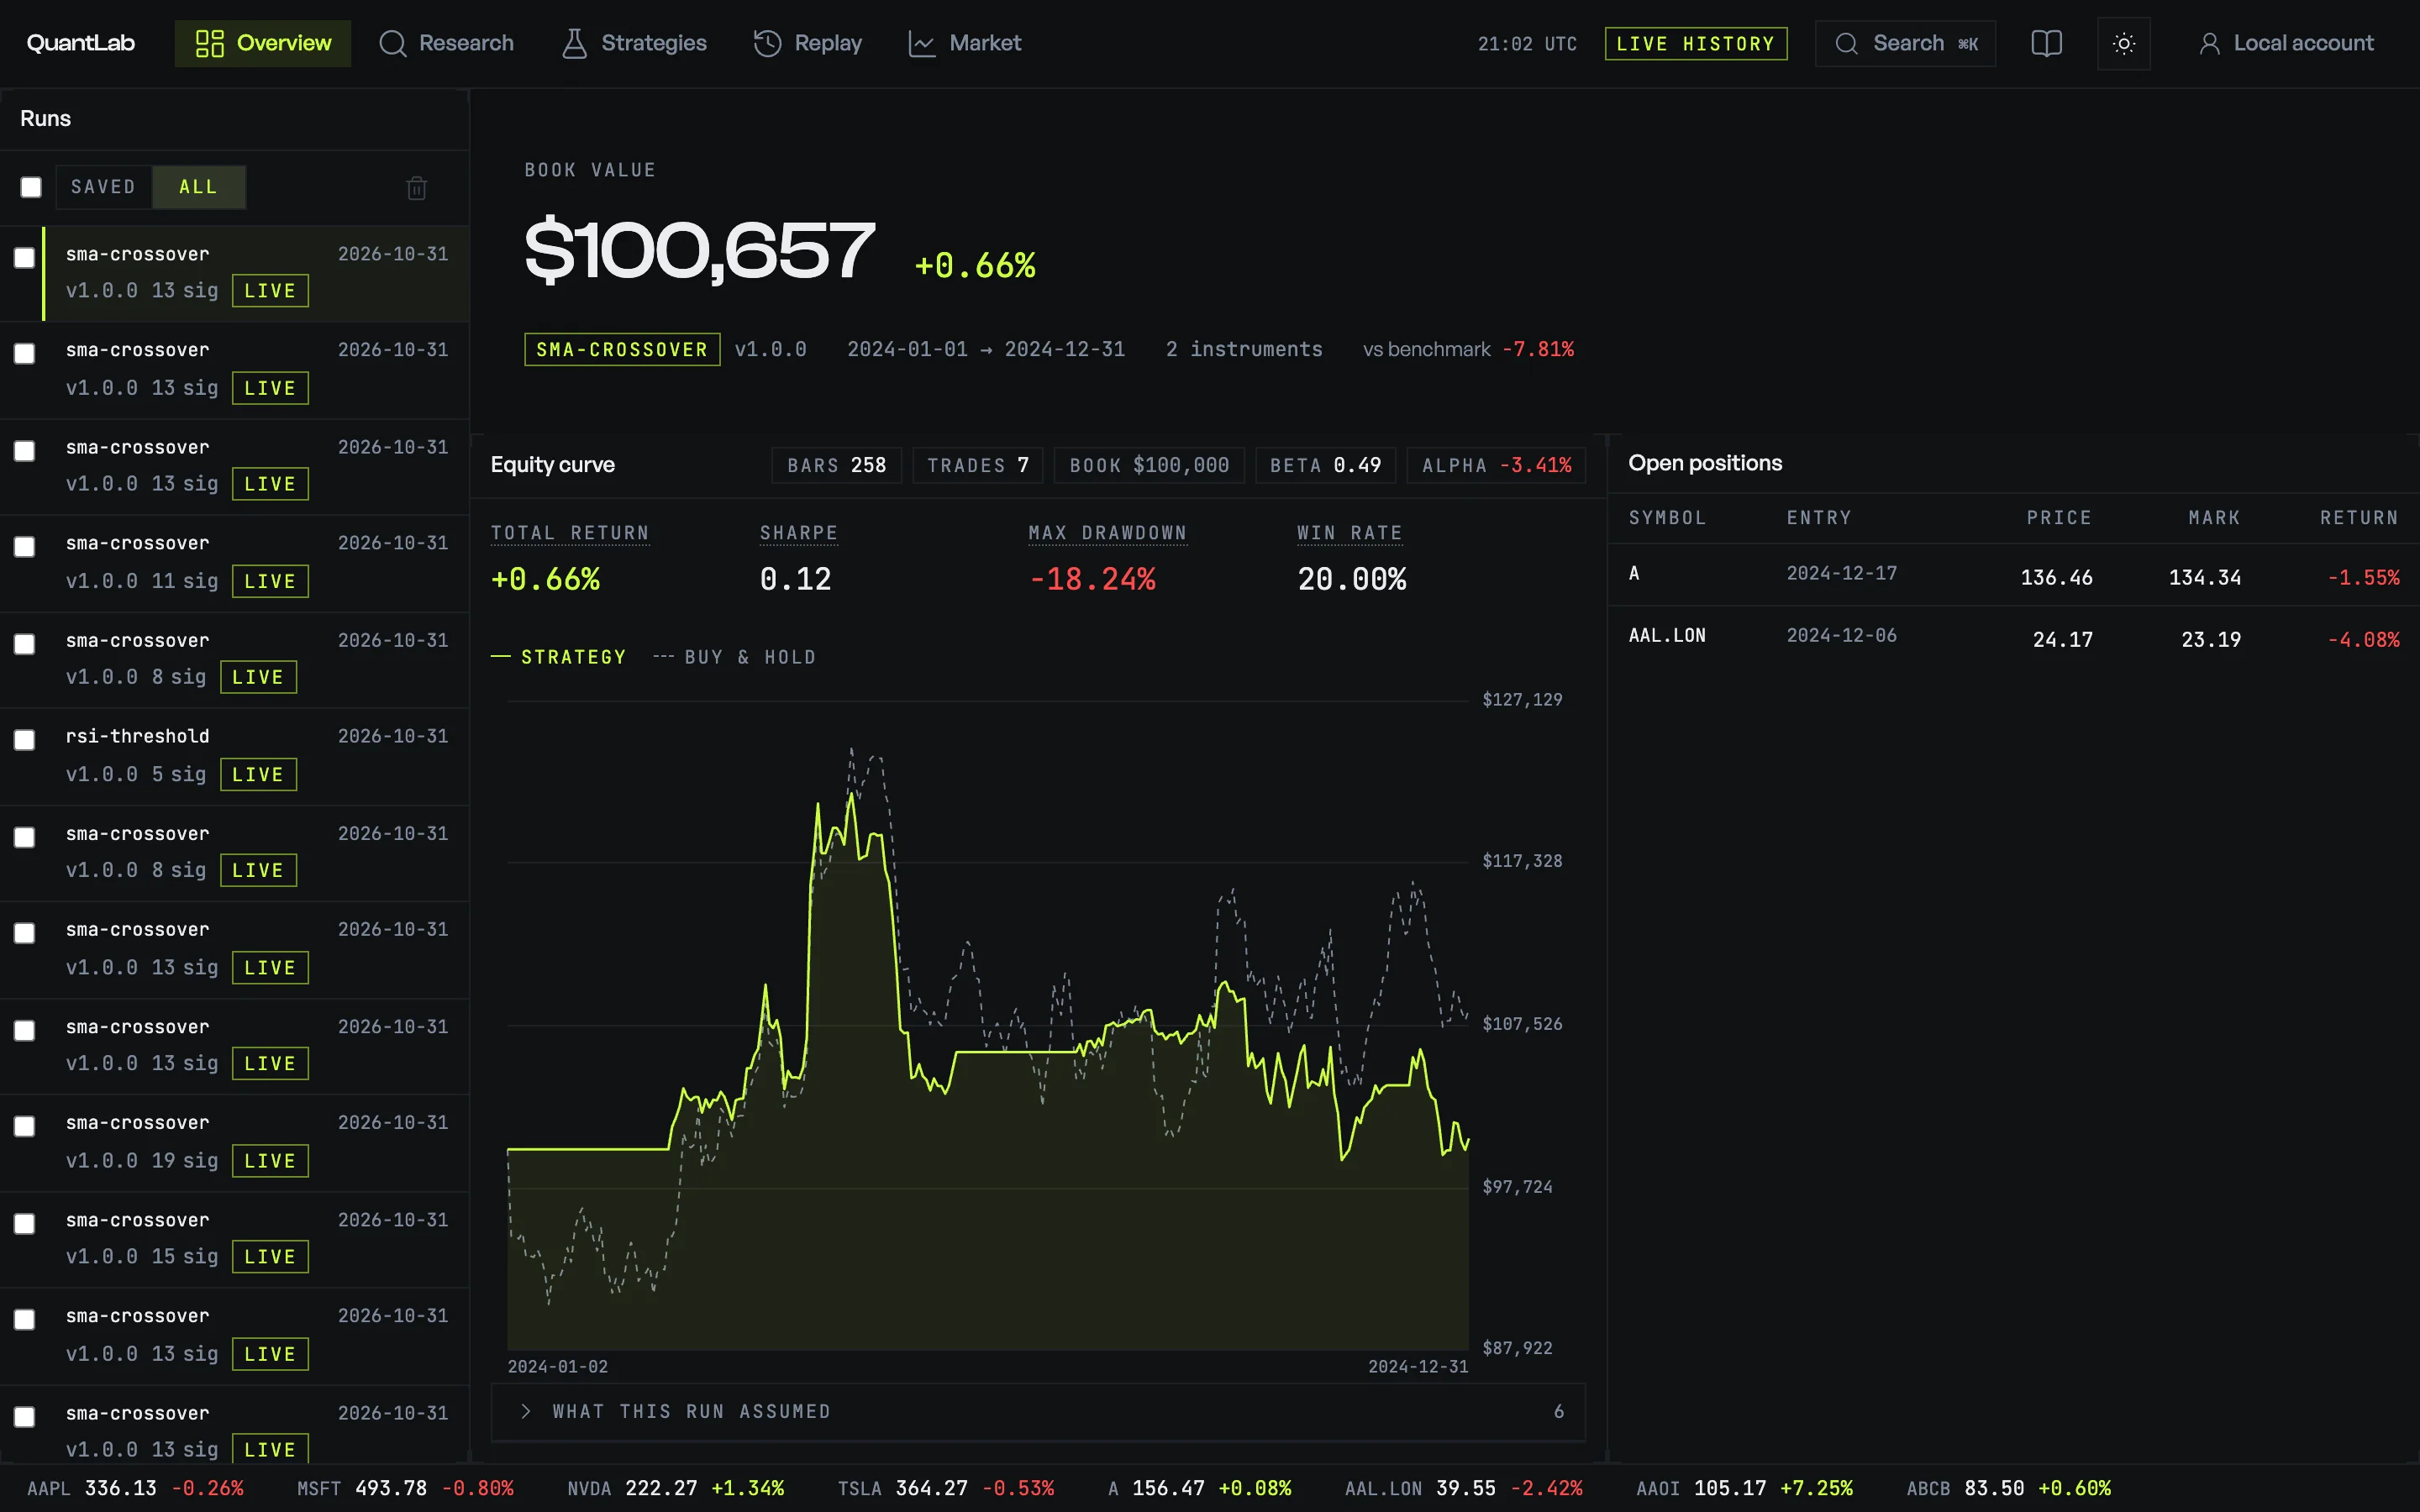 QuantLab Overview Research Strategies Replay Market 21:02 UTC LIVE HISTORY Search ⌘K Local account
Runs
SAVED ALL
sma-crossover 2026-10-31
v1.0.0 13 sig LIVE
sma-crossover 2026-10-31
v1.0.0 13 sig LIVE
sma-crossover 2026-10-31
v1.0.0 13 sig LIVE
sma-crossover 2026-10-31
v1.0.0 11 sig LIVE
sma-crossover 2026-10-31
v1.0.0 8 sig LIVE
rsi-threshold 2026-10-31
v1.0.0 5 sig LIVE
sma-crossover 2026-10-31
v1.0.0 8 sig LIVE
sma-crossover 2026-10-31
v1.0.0 13 sig LIVE
sma-crossover 2026-10-31
v1.0.0 13 sig LIVE
sma-crossover 2026-10-31
v1.0.0 19 sig LIVE
sma-crossover 2026-10-31
v1.0.0 15 sig LIVE
sma-crossover 2026-10-31
v1.0.0 13 sig LIVE
sma-crossover 2026-10-31
v1.0.0 13 sig LIVE
BOOK VALUE
$100,657 +0.66%
SMA-CROSSOVER v1.0.0 2024-01-01 → 2024-12-31 2 instruments vs benchmark -7.81%
Equity curve BARS 258 TRADES 7 BOOK $100,000 BETA 0.49 ALPHA -3.41%
TOTAL RETURN SHARPE MAX DRAWDOWN WIN RATE
+0.66% 0.12 -18.24% 20.00%
STRATEGY BUY & HOLD
$127,129
$117,328
$107,526
$97,724
$87,922
2024-01-02 2024-12-31
WHAT THIS RUN ASSUMED 6
Open positions
SYMBOL ENTRY PRICE MARK RETURN
A 2024-12-17 136.46 134.34 -1.55%
AAL.LON 2024-12-06 24.17 23.19 -4.08%
AAPL 336.13 -0.26% MSFT 493.78 -0.80% NVDA 222.27 +1.34% TSLA 364.27 -0.53% A 156.47 +0.08% AAL.LON 39.55 -2.42% AAOI 105.17 +7.25% ABCB 83.50 +0.60%